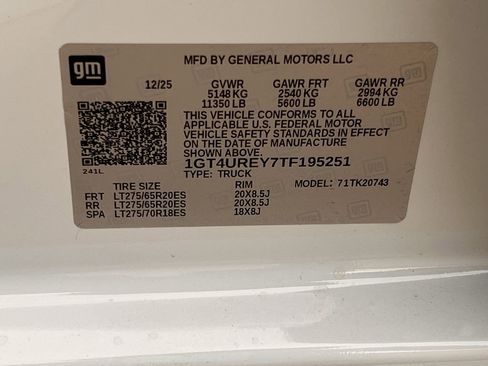 gm
MFD BY GENERAL MOTORS LLC
12/25 GVWR GAWR FRT GAWR RR
5148 KG 2540 KG 2994 KG
11350 LB 5600 LB 6600 LB
THIS VEHICLE CONFORMS TO ALL
APPLICABLE U.S. FEDERAL MOTOR
VEHICLE SAFETY STANDARDS IN EFFECT
ON THE DATE OF MANUFACTURE
SHOWN ABOVE.
1GT4UREY7TF195251
241L
TYPE: TRUCK
MODEL: 71TK20743
TIRE SIZE RIM
FRT LT275/65R20ES 20X8.5J
RR LT275/65R20ES 20X8.5J
SPA LT275/70R18ES 18X8J